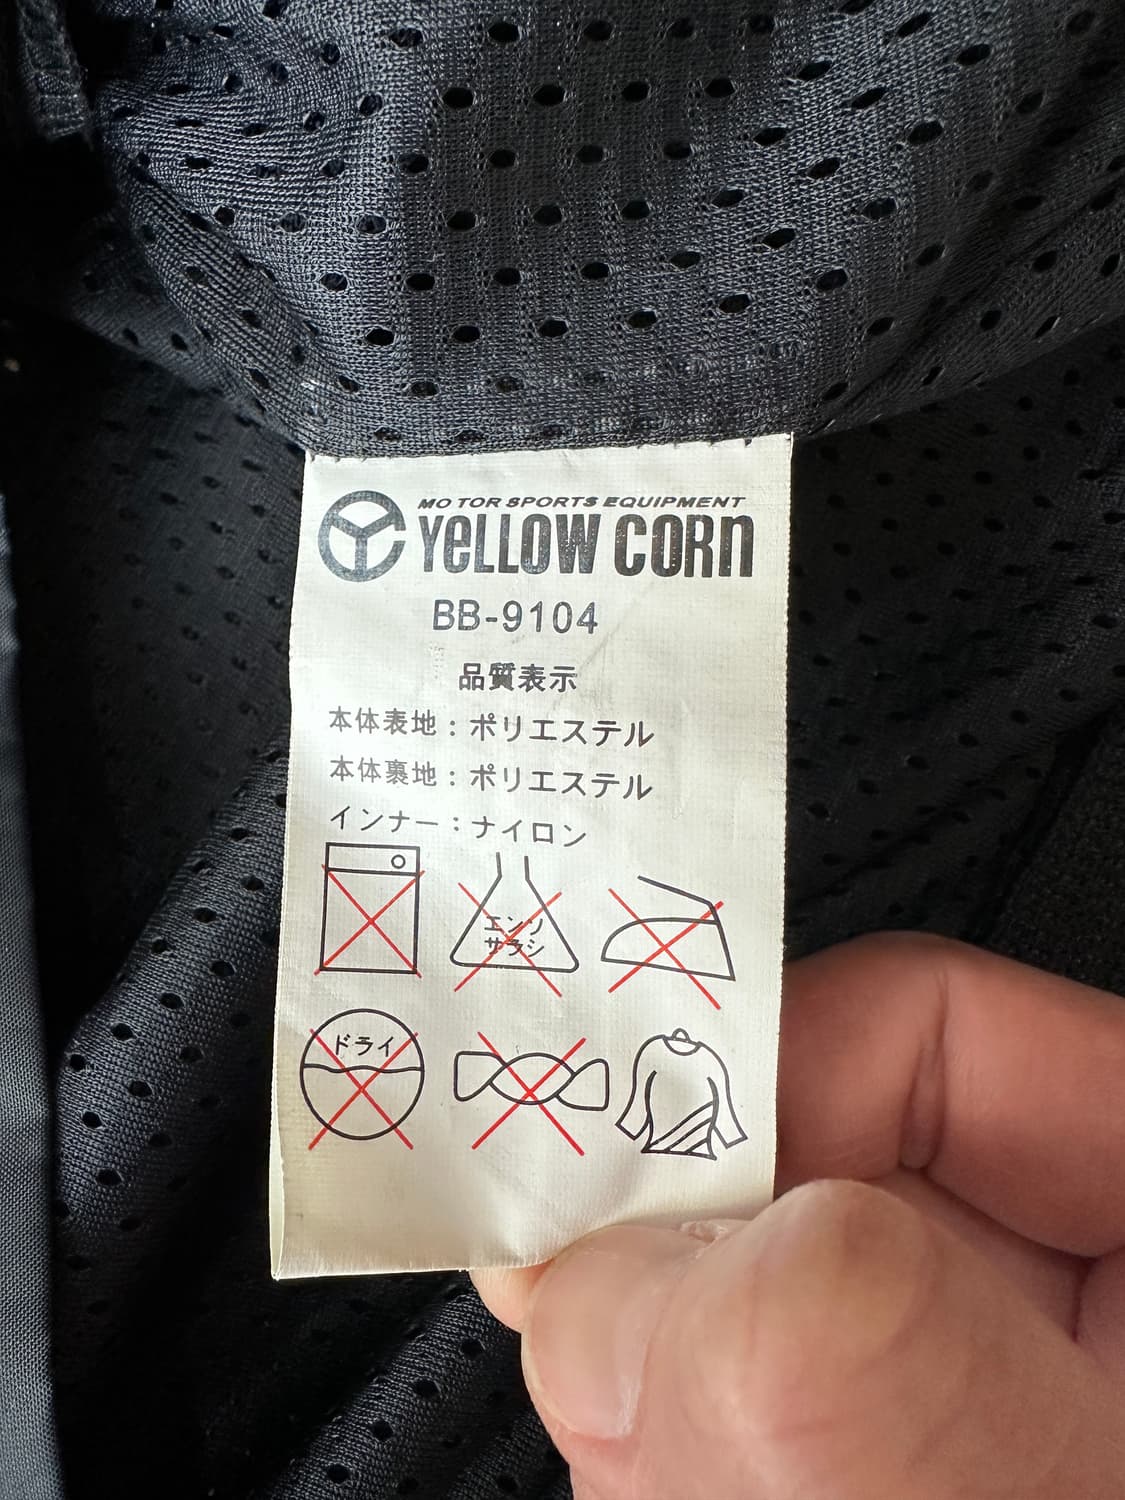 MOTOR SPORTS EQUIPMENT
YELLOW CORN
BB-9104
品質表示
本体表地：ポリエステル
本体裏地：ポリエステル
インナー：ナイロン
エンソ
サラシ
ドライ